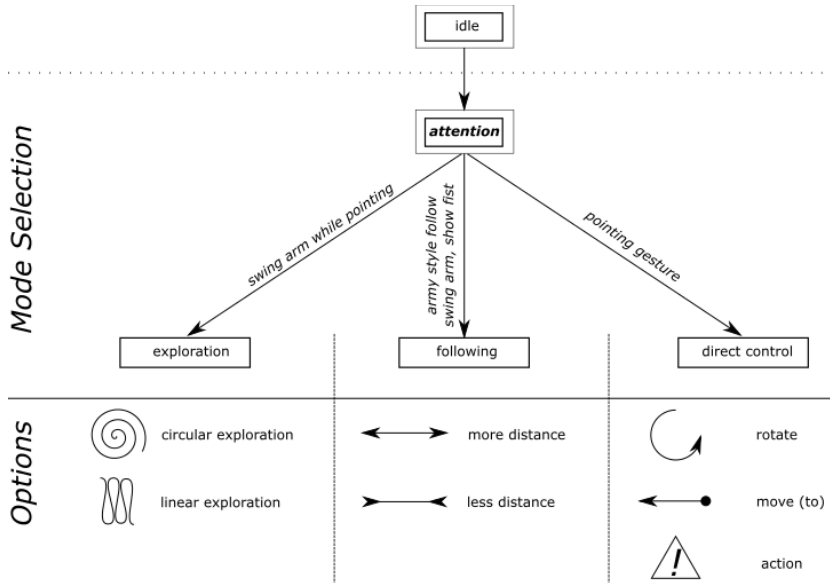 idle
Mode Selection
attention
swing arm while pointing
army style follow
swing arm, show fist
pointing gesture
exploration
following
direct control
Options
circular exploration
more distance
rotate
linear exploration
less distance
move (to)
!
action